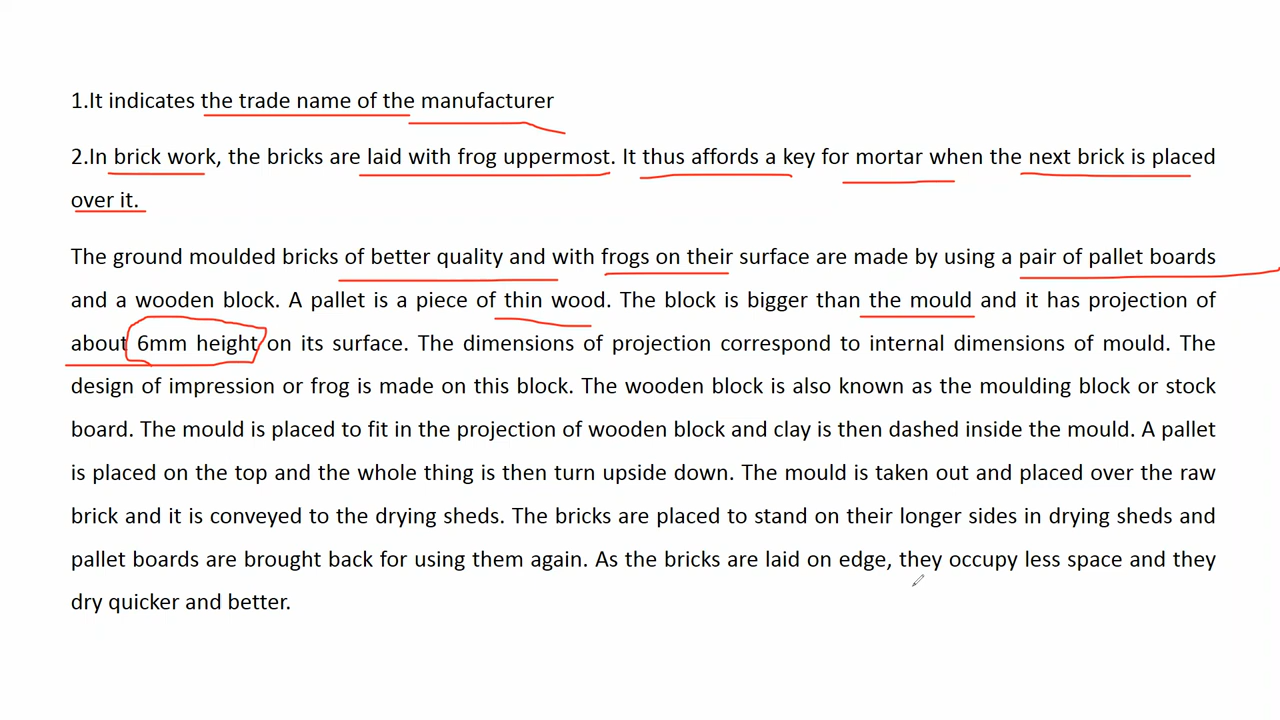 1.It indicates the trade name of the manufacturer
2.In brick work, the bricks are laid with frog uppermost. It thus affords a key for mortar when the next brick is placed
over it.
The ground moulded bricks of better quality and with frogs on their surface are made by using a pair of pallet boards
and a wooden block. A pallet is a piece of thin wood. The block is bigger than the mould and it has projection of
about 6mm height on its surface. The dimensions of projection correspond to internal dimensions of mould. The
design of impression or frog is made on this block. The wooden block is also known as the moulding block or stock
board. The mould is placed to fit in the projection of wooden block and clay is then dashed inside the mould. A pallet
is placed on the top and the whole thing is then turn upside down. The mould is taken out and placed over the raw
brick and it is conveyed to the drying sheds. The bricks are placed to stand on their longer sides in drying sheds and
pallet boards are brought back for using them again. As the bricks are laid on edge, they occupy less space and they
dry quicker and better.